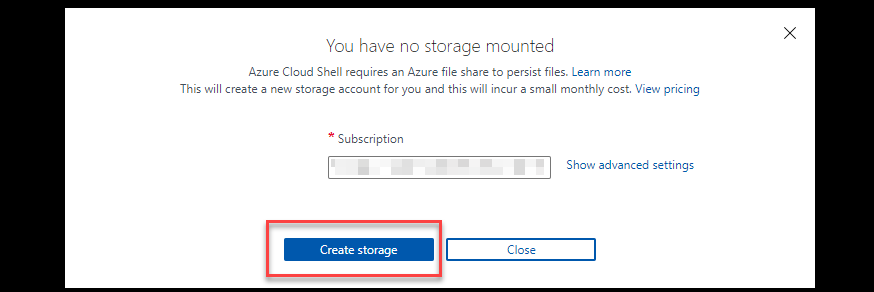 You have no storage mounted
Azure Cloud Shell requires an Azure file share to persist files. Learn more
This will create a new storage account for you and this will incur a small monthly cost. View pricing
* Subscription
Show advanced settings
Create storage
Close